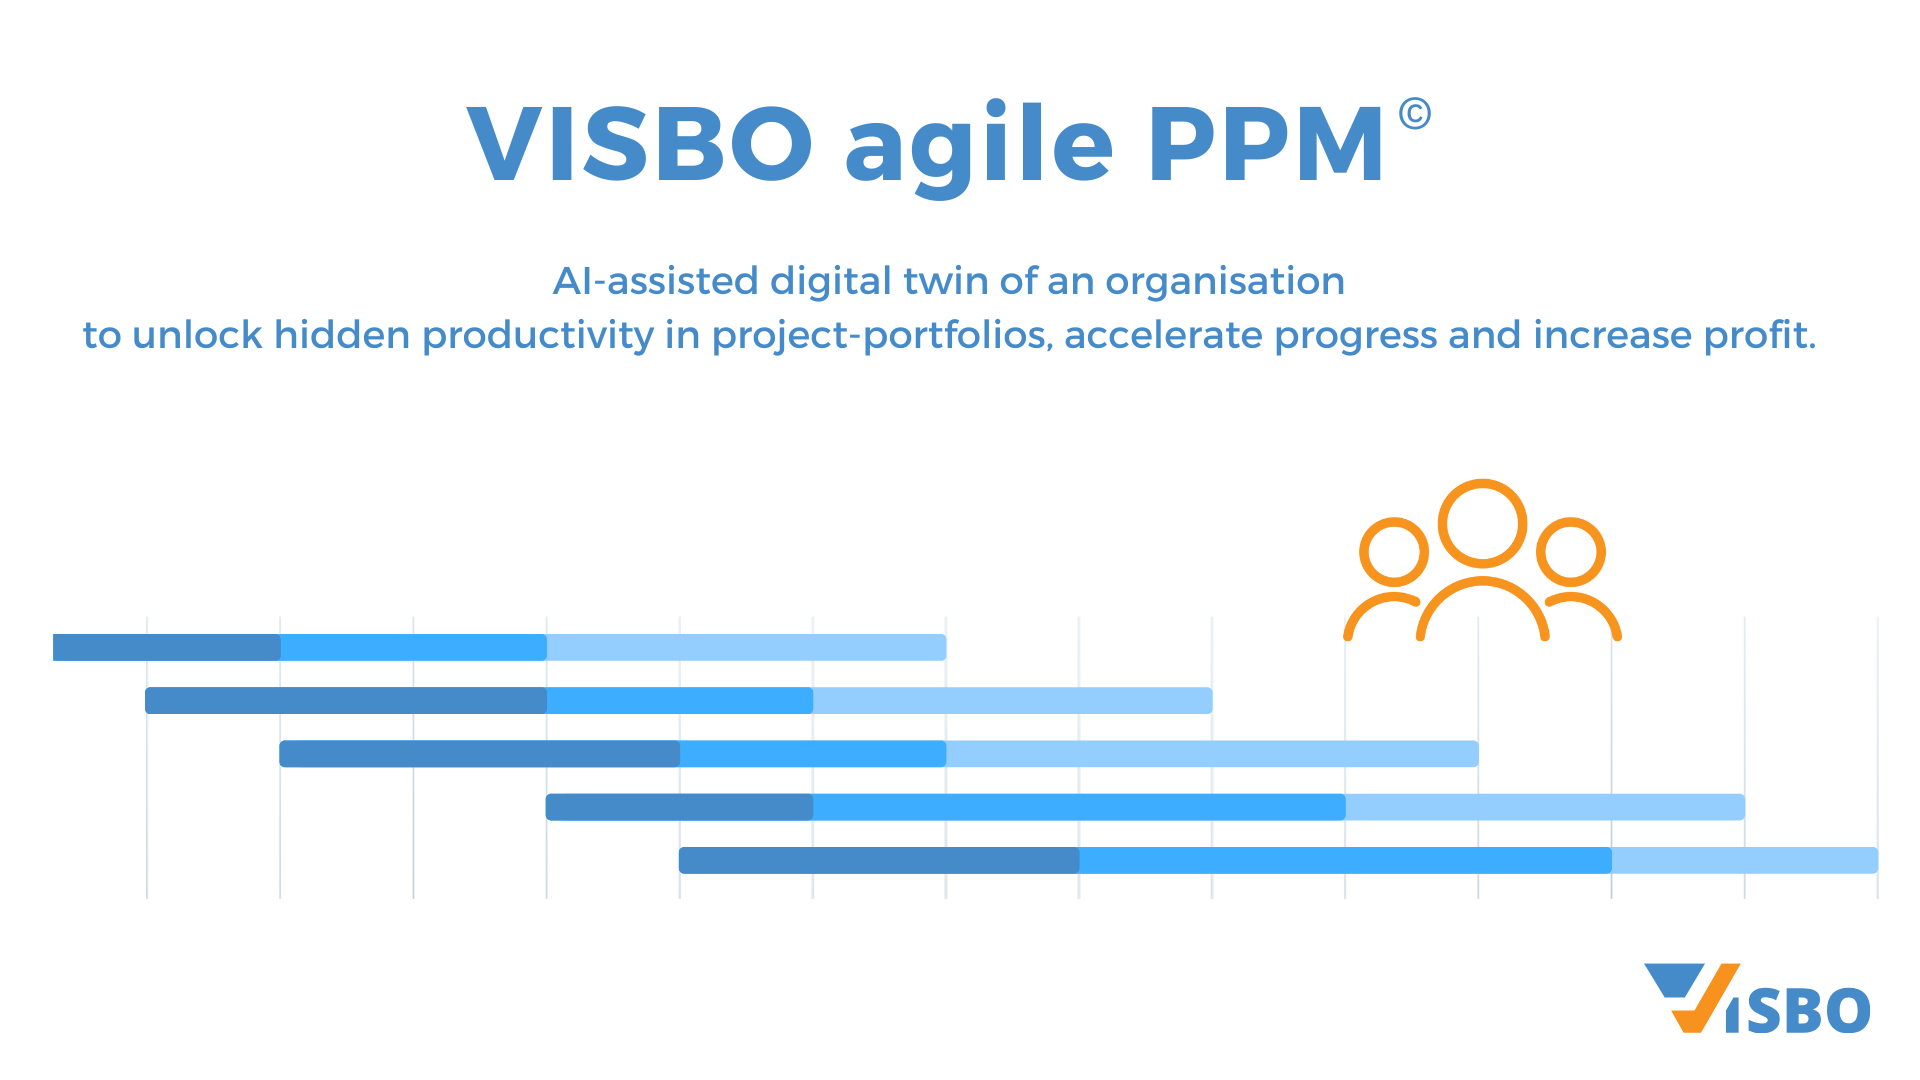 VISBO agile PPM ©
AI-assisted digital twin of an organisation
to unlock hidden productivity in project-portfolios, accelerate progress and increase profit.
VISBO